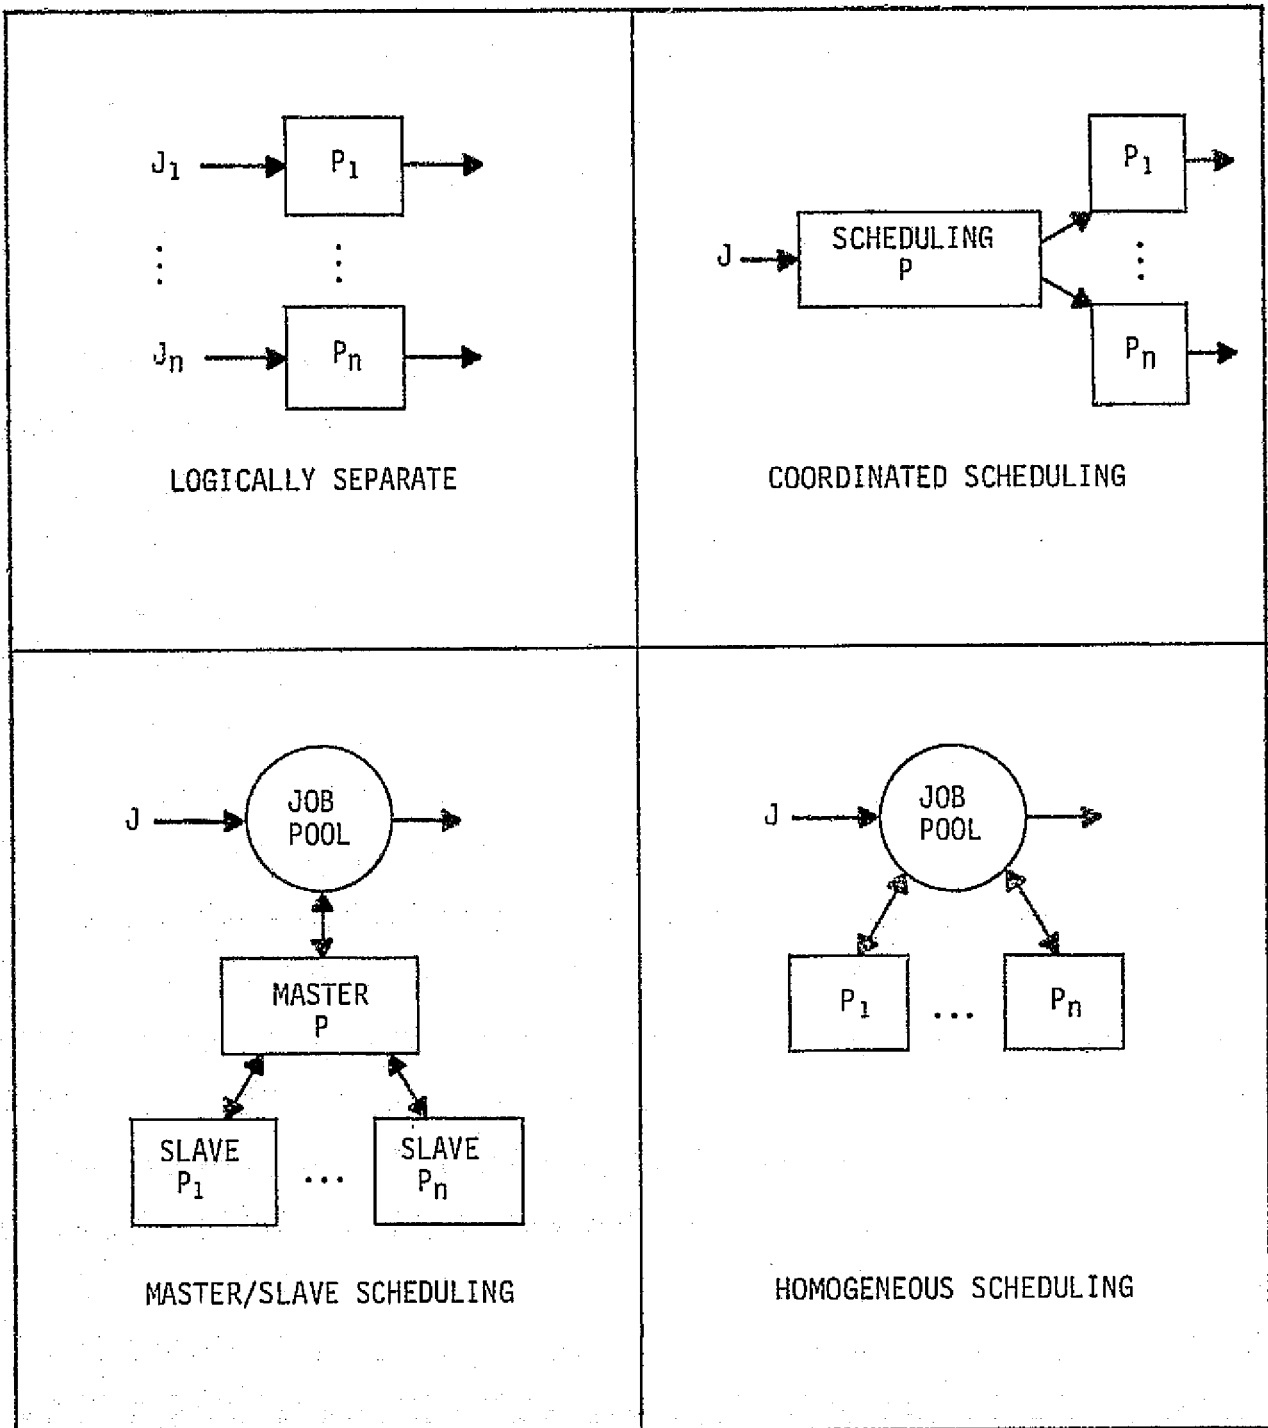 J₁ P₁
⋮ ⋮
Jₙ Pₙ
LOGICALLY SEPARATE
P₁
J SCHEDULING
P
⋮
Pₙ
COORDINATED SCHEDULING
J JOB
POOL
MASTER
P
SLAVE
P₁
...
SLAVE
Pₙ
MASTER/SLAVE SCHEDULING
J JOB
POOL
P₁ ... Pₙ
HOMOGENEOUS SCHEDULING